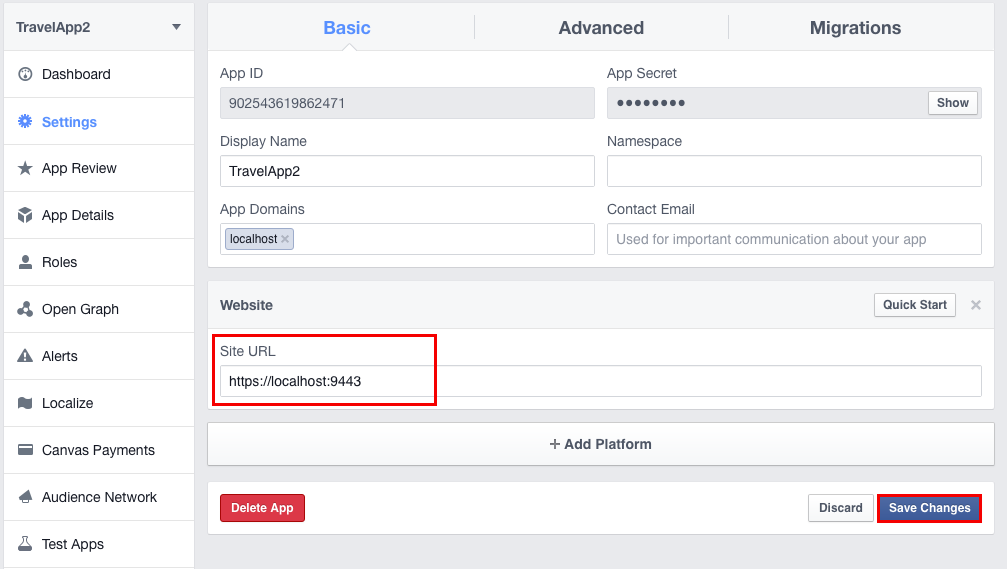 TravelApp2
Dashboard
Settings
App Review
App Details
Roles
Open Graph
Alerts
Localize
Canvas Payments
Audience Network
Test Apps
Basic Advanced Migrations
App ID App Secret
902543619862471 ●●●●●●●● Show
Display Name Namespace
TravelApp2
App Domains Contact Email
localhost × Used for important communication about your app
Website Quick Start ×
Site URL
https://localhost:9443
+ Add Platform
Delete App Discard Save Changes